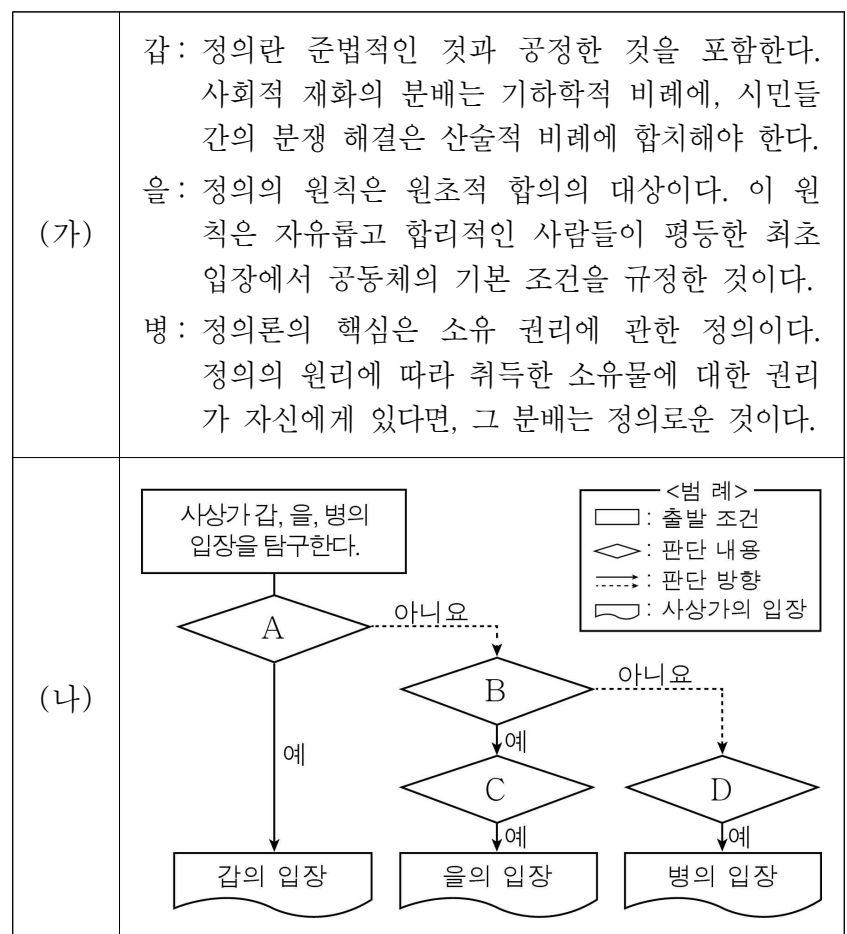 (가)
갑 : 정의란 준법적인 것과 공정한 것을 포함한다.
사회적 재화의 분배는 기하학적 비례에, 시민들
간의 분쟁 해결은 산술적 비례에 합치해야 한다.
을 : 정의의 원칙은 원초적 합의의 대상이다. 이 원
칙은 자유롭고 합리적인 사람들이 평등한 최초
입장에서 공동체의 기본 조건을 규정한 것이다.
병 : 정의론의 핵심은 소유 권리에 관한 정의이다.
정의의 원리에 따라 취득한 소유물에 대한 권리
가 자신에게 있다면, 그 분배는 정의로운 것이다.
(나)
사상가 갑, 을, 병의
입장을 탐구한다.
<범 례>
: 출발 조건
: 판단 내용
: 판단 방향
: 사상가의 입장
A
아니요
B
아니요
예
예
C
D
예
예
갑의 입장
을의 입장
병의 입장